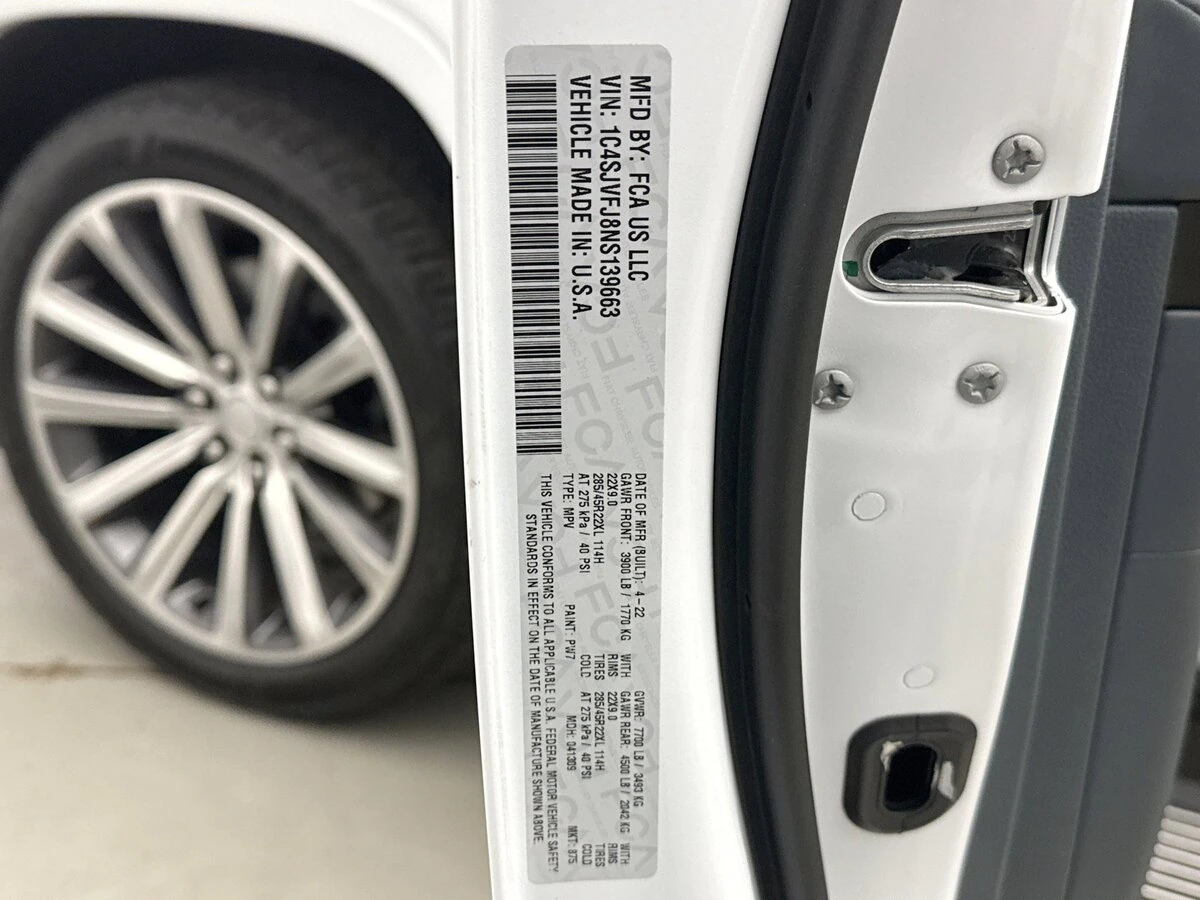 MFD BY: FCA US LLC
VIN: 1C4SJVFJ8NS139663
VEHICLE MADE IN: U.S.A.
DATE OF MFR (BUILT): 4-22 GVWR: 7700 LB / 3493 KG
GAWR FRONT: 3900 LB / 1770 KG WITH GAWR REAR: 4500 LB / 2042 KG WITH
22X9.0 RIMS 22X9.0 RIMS
285/45R22XL 114H TIRES 285/45R22XL 114H TIRES
AT 275 kPa / 40 PSI COLD AT 275 kPa / 40 PSI COLD
TYPE: MPV PAINT: PW7 MDH: 041309 MKT: 875
THIS VEHICLE CONFORMS TO ALL APPLICABLE U.S.A. FEDERAL MOTOR VEHICLE SAFETY
STANDARDS IN EFFECT ON THE DATE OF MANUFACTURE SHOWN ABOVE.